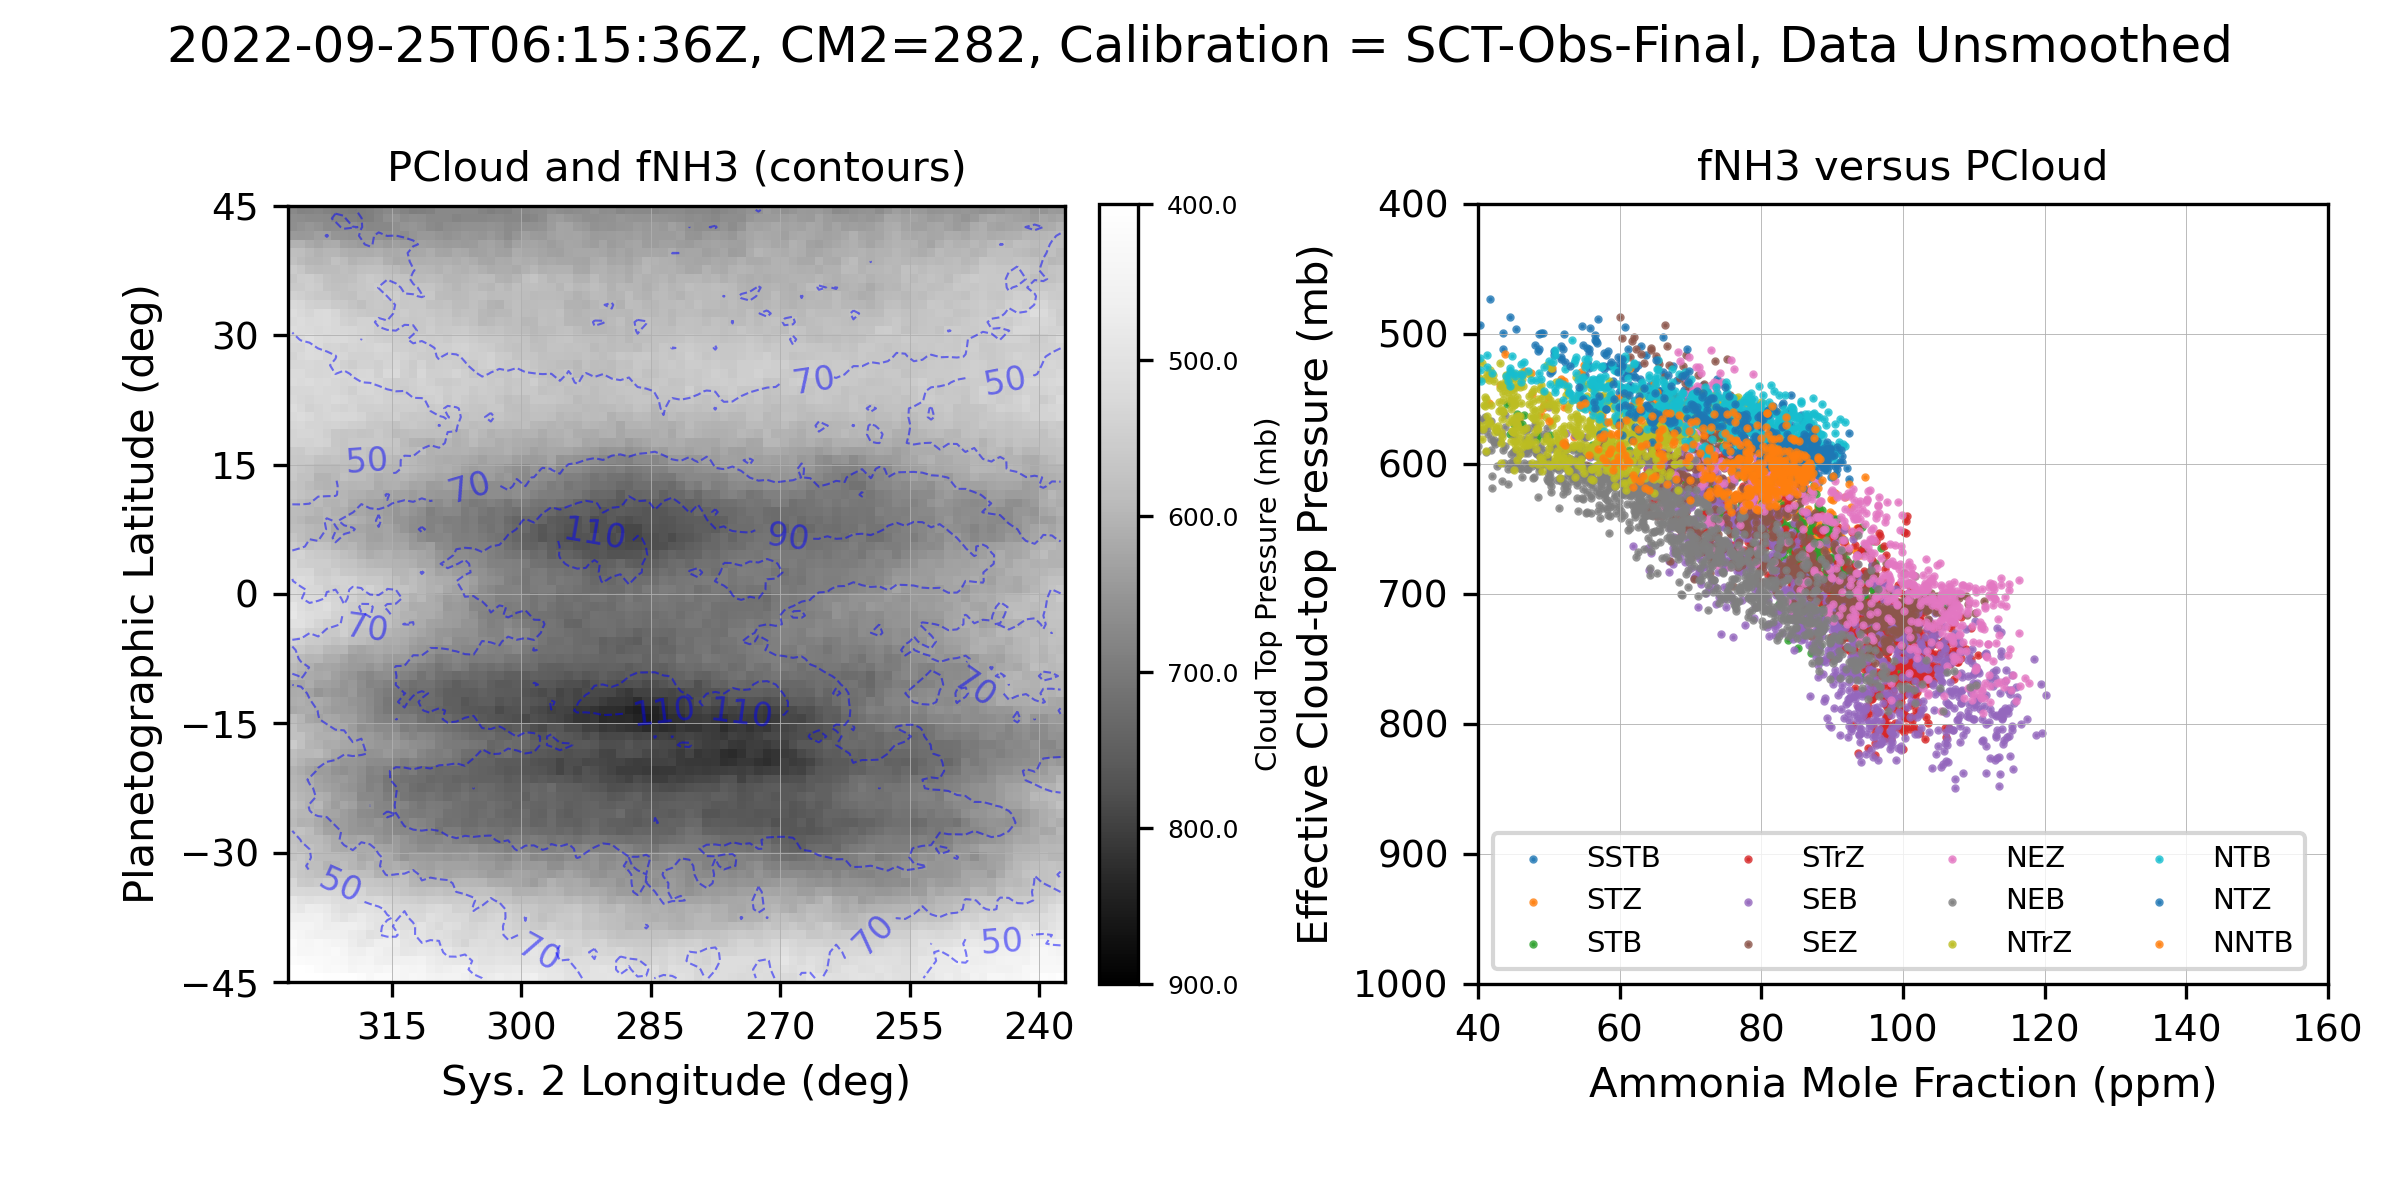 2022-09-25T06:15:36Z, CM2=282, Calibration = SCT-Obs-Final, Data Unsmoothed
PCloud and fNH3 (contours)
45
30
15
0
−15
−30
−45
Planetographic Latitude (deg)
315 300 285 270 255 240
Sys. 2 Longitude (deg)
70
50
50
70
110
90
70
70
110
110
50
70
70
50
400.0
500.0
600.0
700.0
800.0
900.0
Cloud Top Pressure (mb)
fNH3 versus PCloud
400
500
600
700
800
900
1000
Effective Cloud-top Pressure (mb)
SSTB STrZ NEZ NTB
STZ SEB NEB NTZ
STB SEZ NTrZ NNTB
40 60 80 100 120 140 160
Ammonia Mole Fraction (ppm)